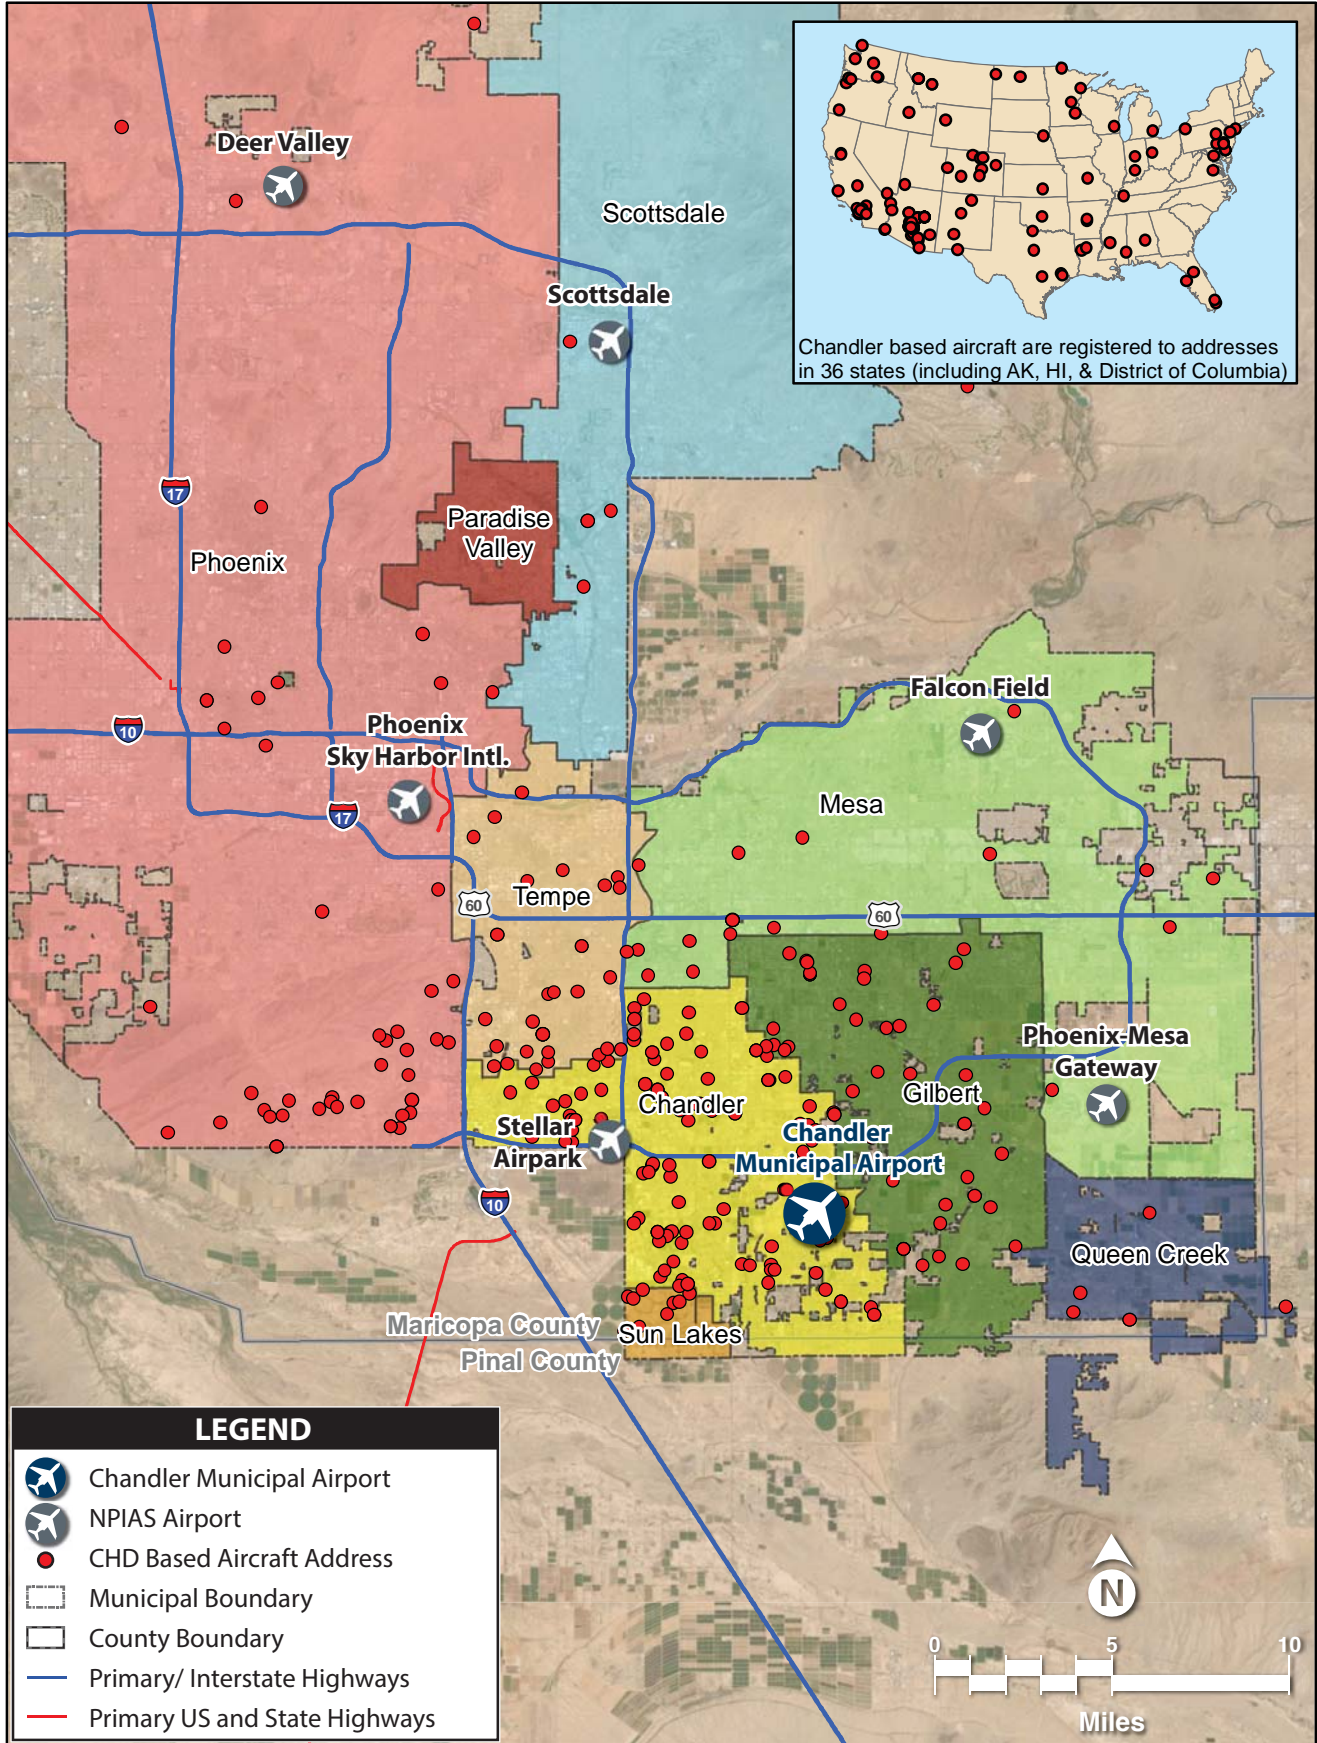 Deer Valley
Scottsdale
Scottsdale
Chandler based aircraft are registered to addresses
in 36 states (including AK, HI, & District of Columbia)
17
Paradise
Valley
Phoenix
Falcon Field
10
Phoenix
Sky Harbor Intl.
17
Mesa
Tempe
60
60
Phoenix-Mesa
Gateway
Gilbert
Chandler
Stellar
Airpark
Chandler
Municipal Airport
10
Queen Creek
Maricopa County
Sun Lakes
Pinal County
LEGEND
Chandler Municipal Airport
NPIAS Airport
CHD Based Aircraft Address
Municipal Boundary
County Boundary
Primary/ Interstate Highways
Primary US and State Highways
N
0 5 10
Miles